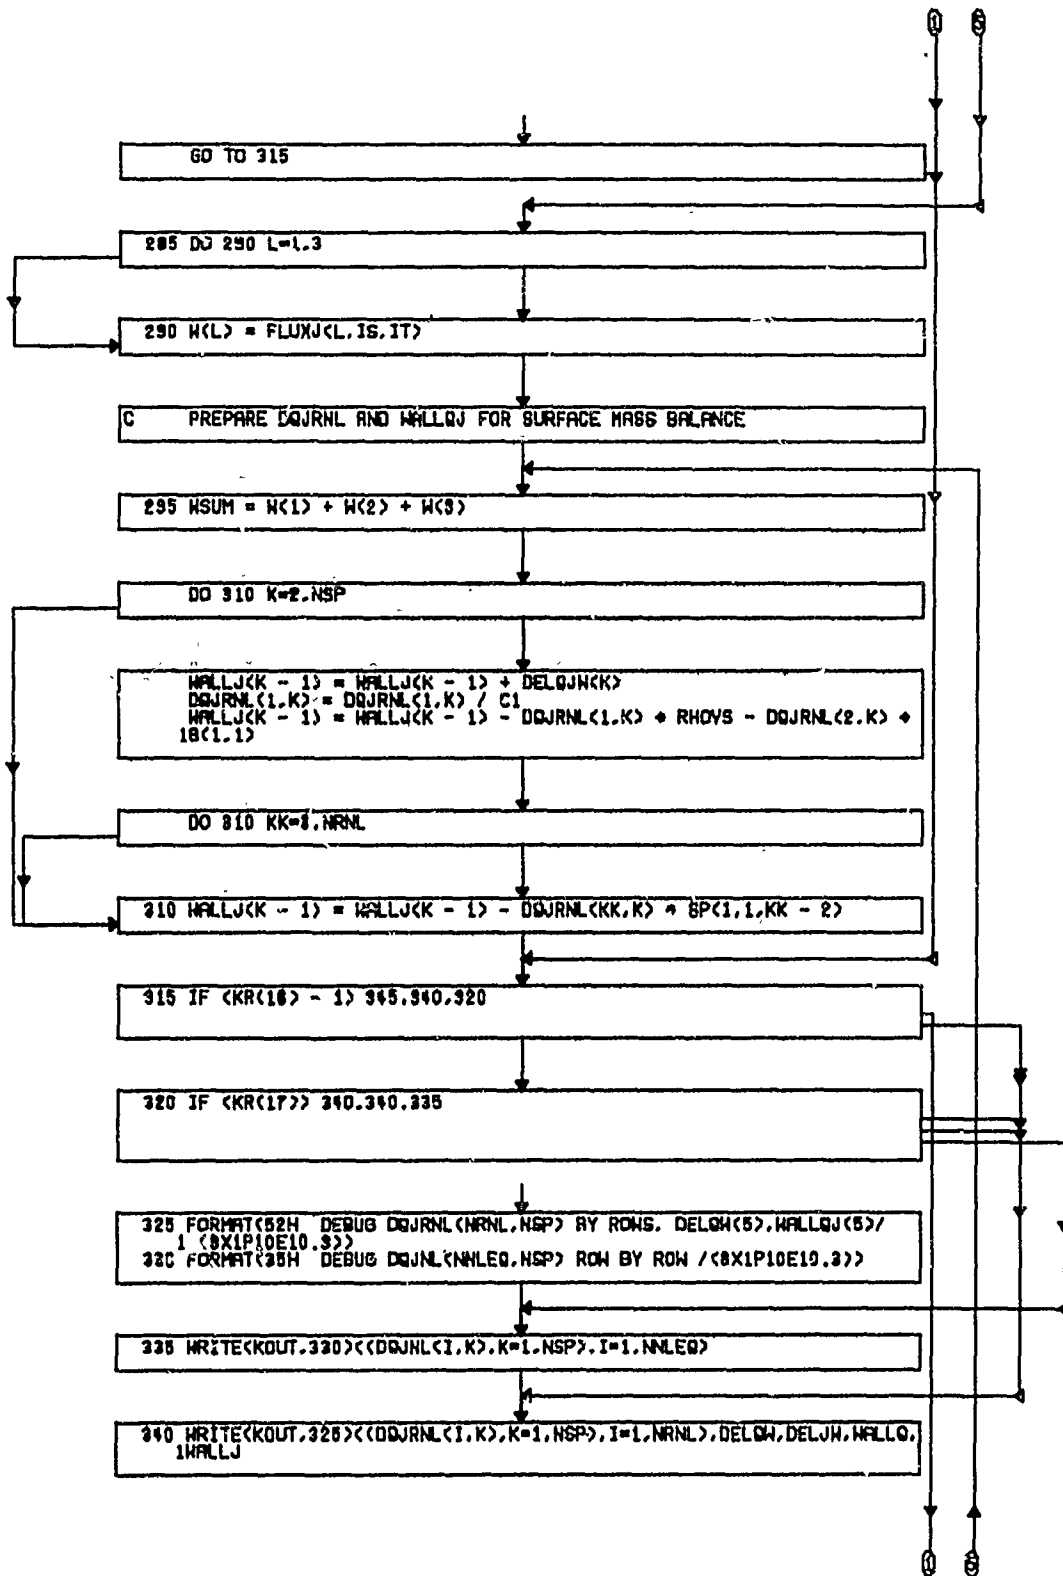 GO TO 315
285 DO 290 L=1,3
290 W(L) = FLUXJ(L,IS,IT)
C PREPARE DQJRNL AND WALLQJ FOR SURFACE MASS BALANCE
295 WSUM = W(1) + W(2) + W(3)
DO 310 K=2,NSP
WALLJ(K - 1) = WALLJ(K - 1) + DELQJW(K)
DQJRNL(1,K) = DQJRNL(1,K) / C1
WALLJ(K - 1) = WALLJ(K - 1) - DQJRNL(1,K) * RHOVS - DQJRNL(2,K) *
1B(1,1)
DO 310 KK=3,NRNL
310 WALLJ(K - 1) = WALLJ(K - 1) - DQJRNL(KK,K) * SP(1,1,KK - 2)
315 IF (KR(16) - 1) 345,340,320
320 IF (KR(17)) 340,340,335
325 FORMAT(52H DEBUG DQJRNL(NRNL,NSP) BY ROWS, DELQW(5),WALLQJ(5)/
1 (8X1P10E10.3))
330 FORMAT(35H DEBUG DQJNL(NNLEQ,NSP) ROW BY ROW /(8X1P10E10.3))
335 WRITE(KOUT,330)((DQJNL(I,K),K=1,NSP),I=1,NNLEQ)
340 WRITE(KOUT,325)((DQJRNL(I,K),K=1,NSP),I=1,NRNL),DELQW,DELJW,WALLQ,
1WALLJ